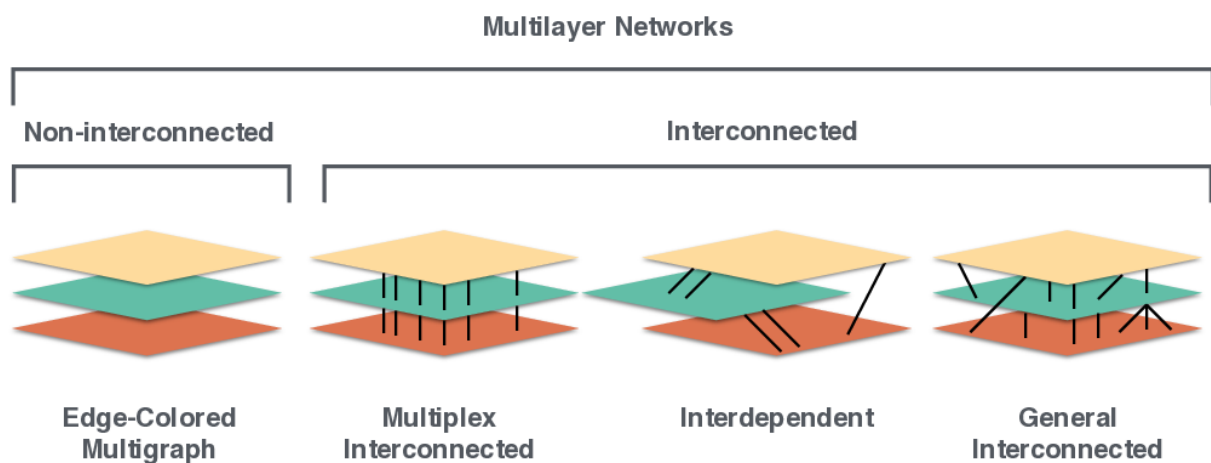 Multilayer Networks
Non-interconnected
Interconnected
Edge-Colored
Multigraph
Multiplex
Interconnected
Interdependent
General
Interconnected